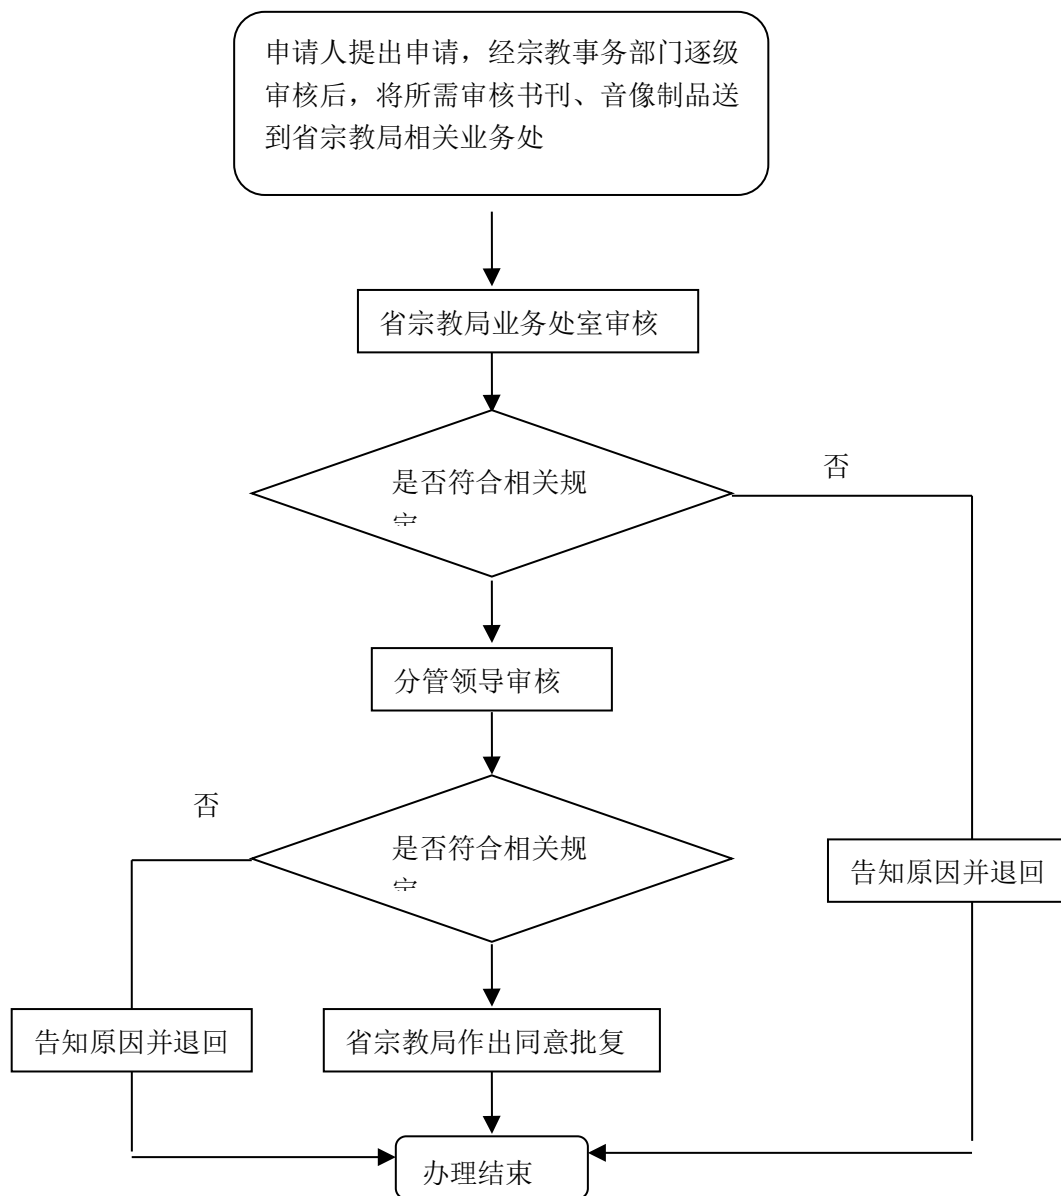 申请人提出申请，经宗教事务部门逐级
审核后，将所需审核书刊、音像制品送
到省宗教局相关业务处
省宗教局业务处室审核
是否符合相关规
定
否
分管领导审核
否
是否符合相关规
定
告知原因并退回
告知原因并退回
省宗教局作出同意批复
办理结束